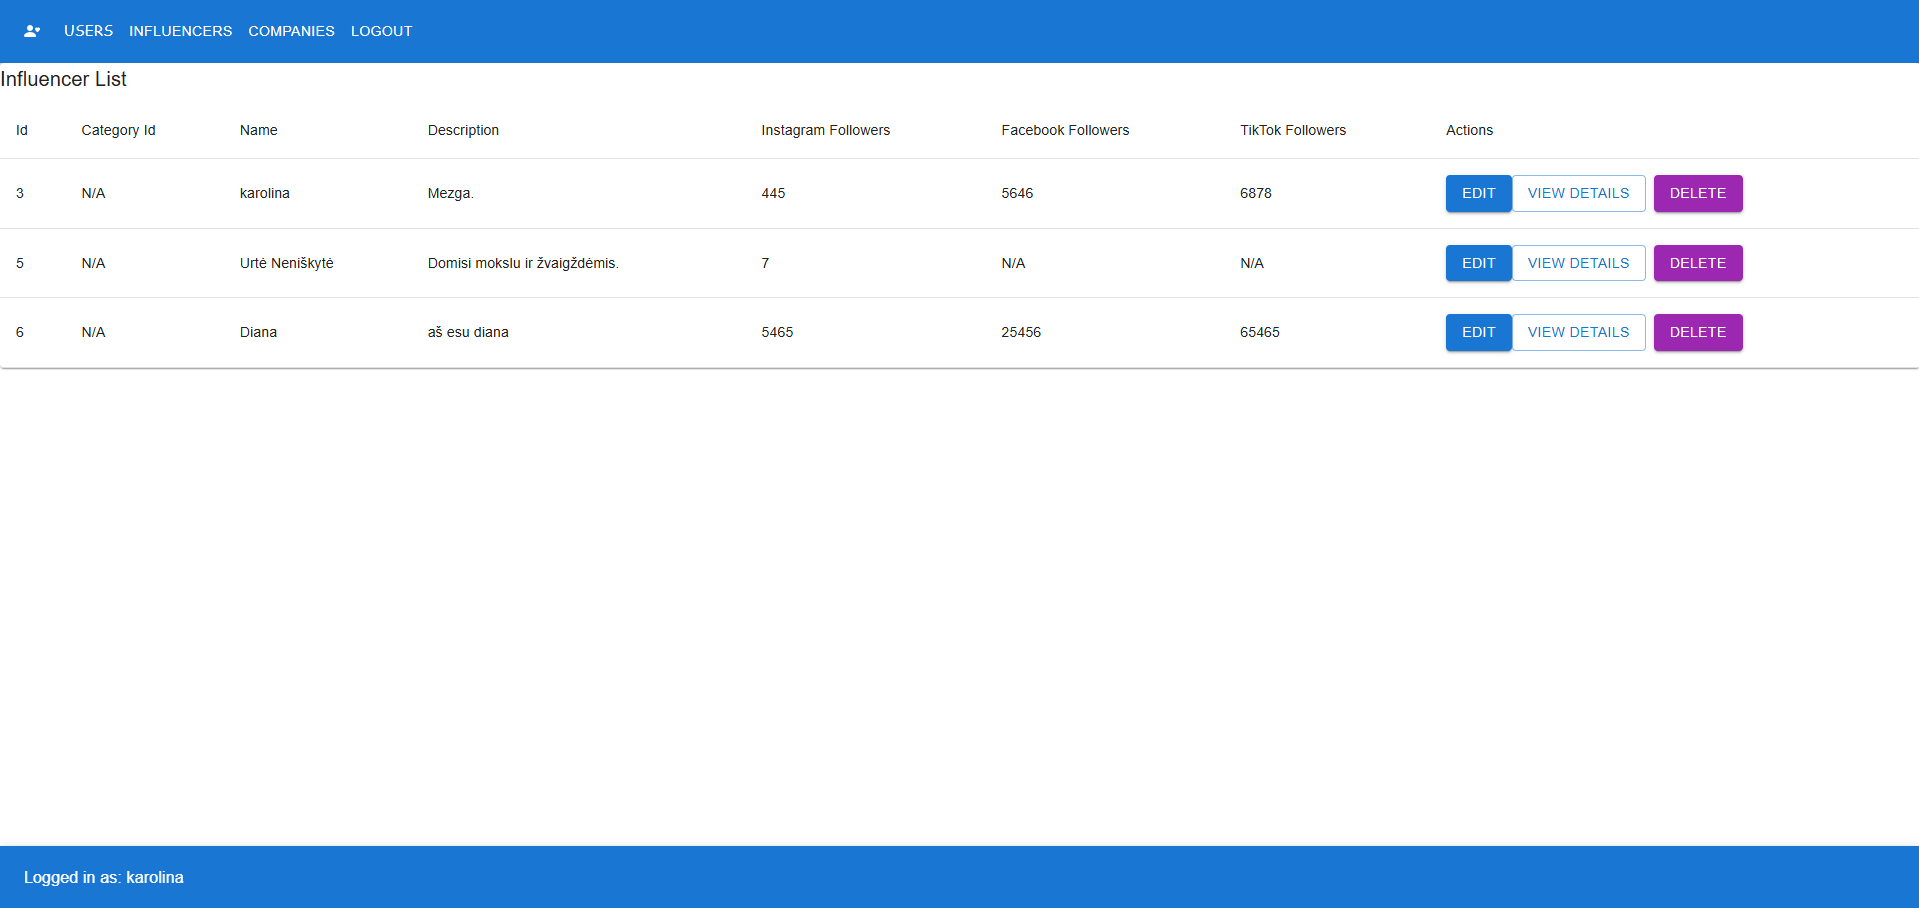 USERS INFLUENCERS COMPANIES LOGOUT
Influencer List
Id Category Id Name Description Instagram Followers Facebook Followers TikTok Followers Actions
3 N/A karolina Mezga. 445 5646 6878 EDIT VIEW DETAILS DELETE
5 N/A Urtė Neniškytė Domisi mokslu ir žvaigždėmis. 7 N/A N/A EDIT VIEW DETAILS DELETE
6 N/A Diana aš esu diana 5465 25456 65465 EDIT VIEW DETAILS DELETE
Logged in as: karolina